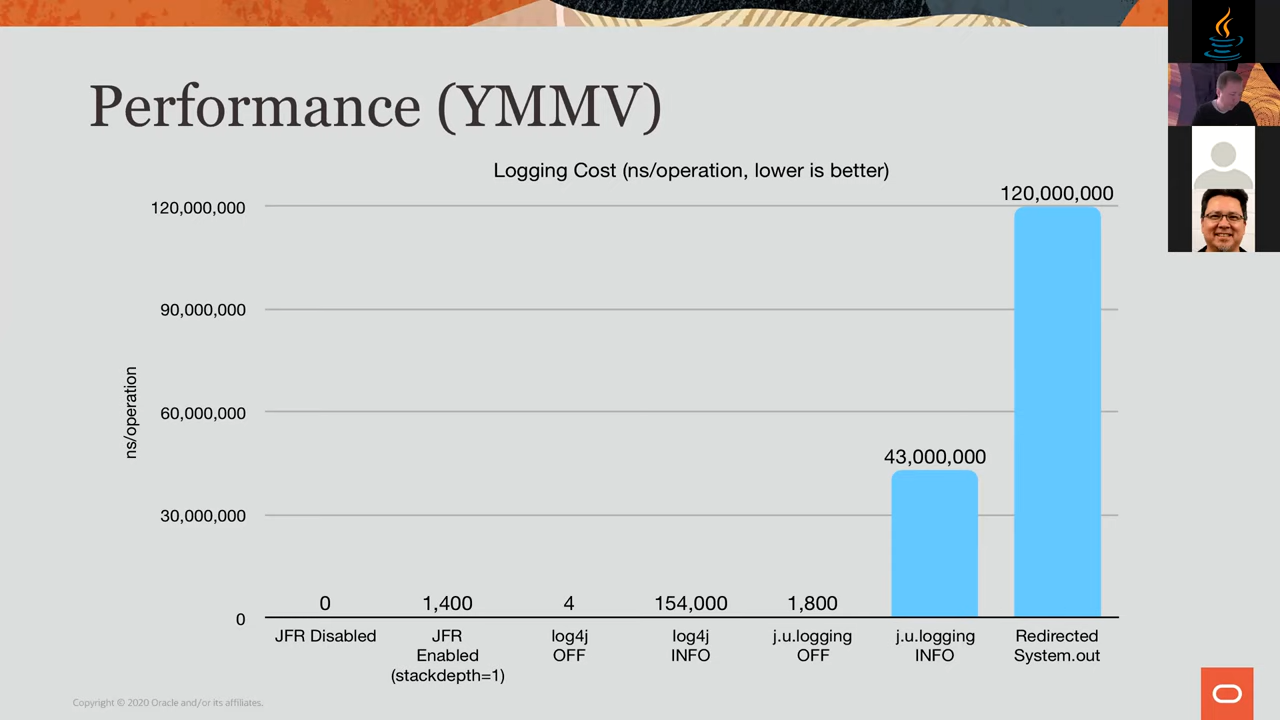 Performance (YMMV)
Logging Cost (ns/operation, lower is better)
120,000,000
90,000,000
60,000,000
30,000,000
0
ns/operation
0
1,400
4
154,000
1,800
43,000,000
120,000,000
JFR Disabled
JFR
Enabled
(stackdepth=1)
log4j
OFF
log4j
INFO
j.u.logging
OFF
j.u.logging
INFO
Redirected
System.out
Copyright © 2020 Oracle and/or its affiliates.